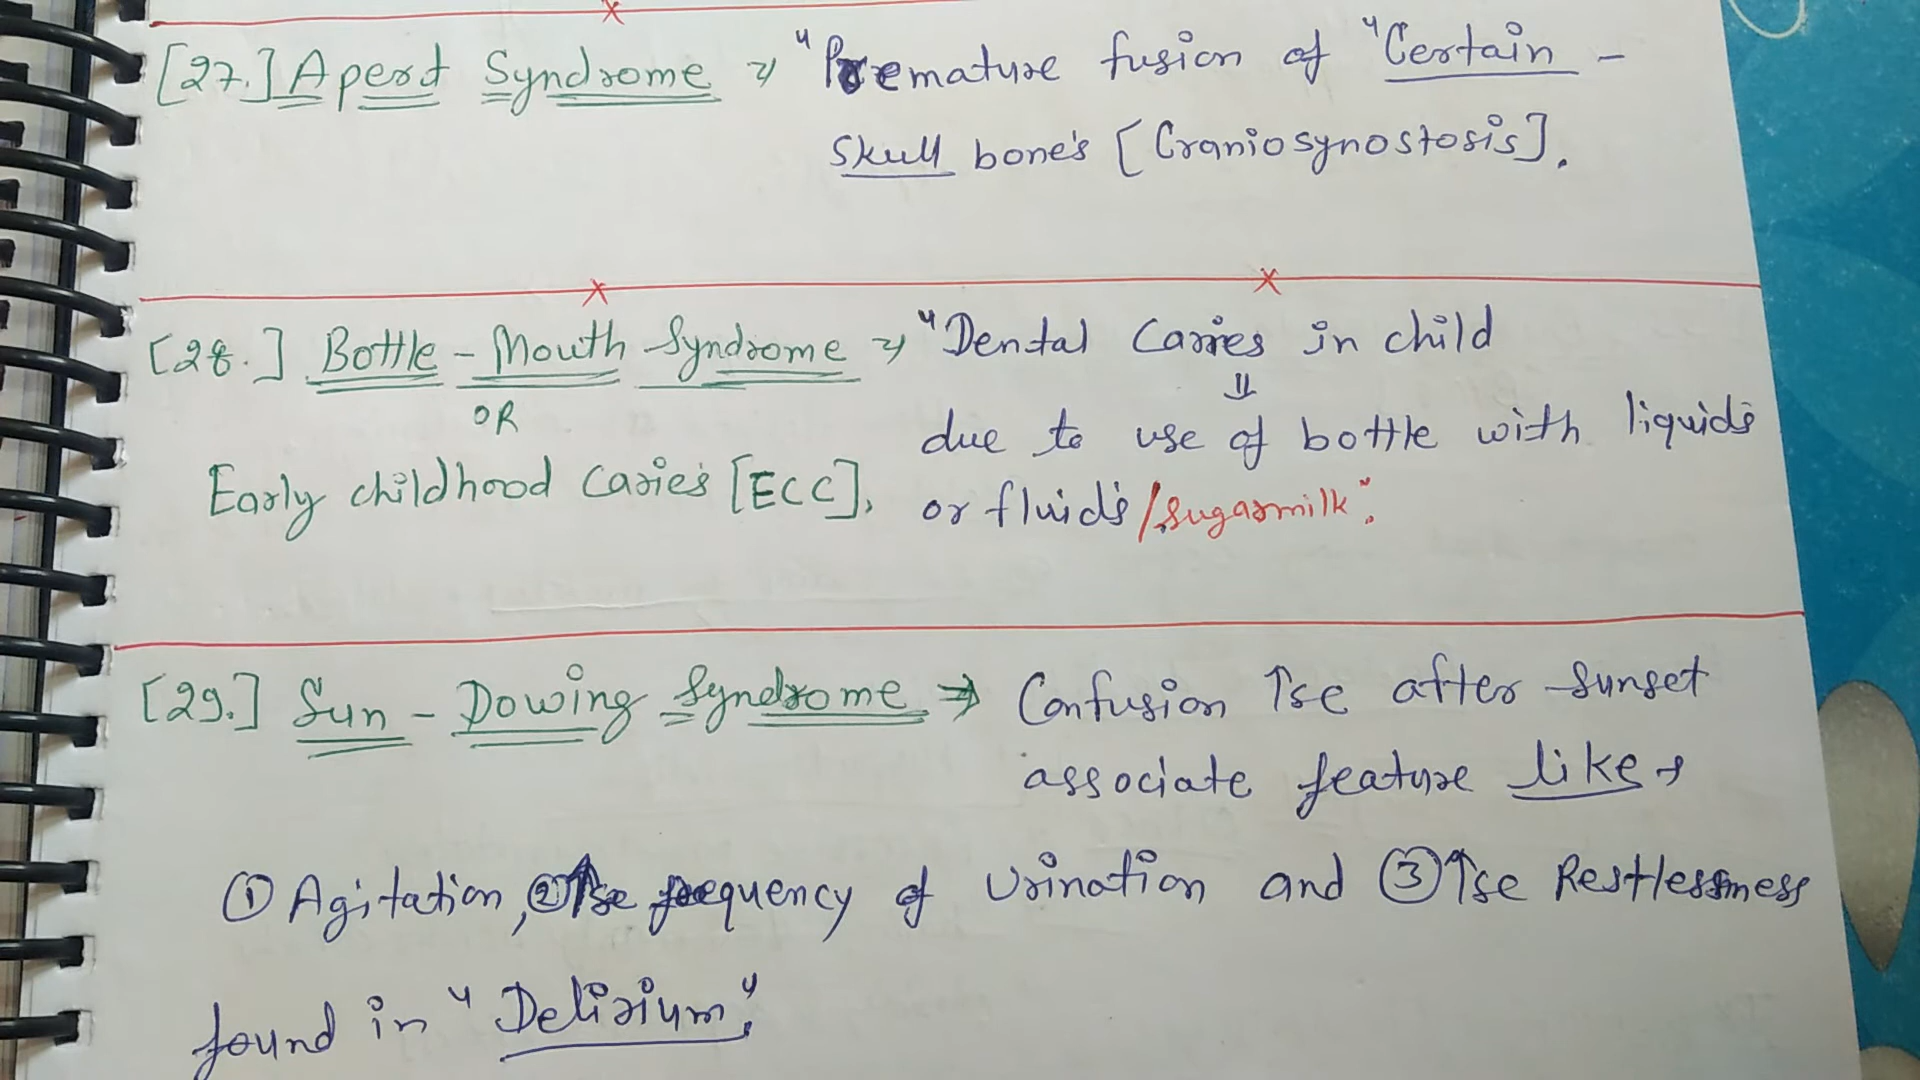 [27.] Apert Syndrome ⇒ "Premature fusion of "Certain -
Skull bone's [Craniosynostosis].
[28.] Bottle - Mouth Syndrome ⇒ "Dental Carries in child
⇓
OR
due to use of bottle with liquids
Early childhood Caries [ECC],
or fluid's/sugarmilk".
[29.] Sun - Dowing Syndrome ⇒ Confusion ↑se after sunset
associate feature like →
① Agitation, ② ↑se frequency of Urination and ③ ↑se Restlessness
found in "Delirium".